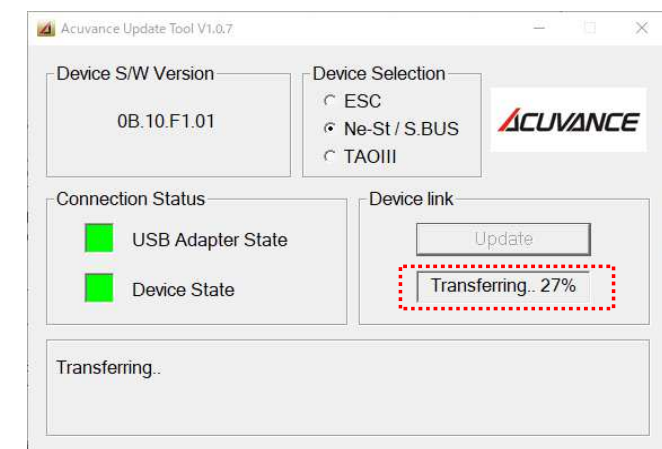 Acuvance Update Tool V1.0.7
Device S/W Version
0B.10.F1.01
Device Selection
ESC
Ne-St / S.BUS
TAOIII
ACUVANCE
Connection Status
USB Adapter State
Device State
Device link
Update
Transferring.. 27%
Transferring..